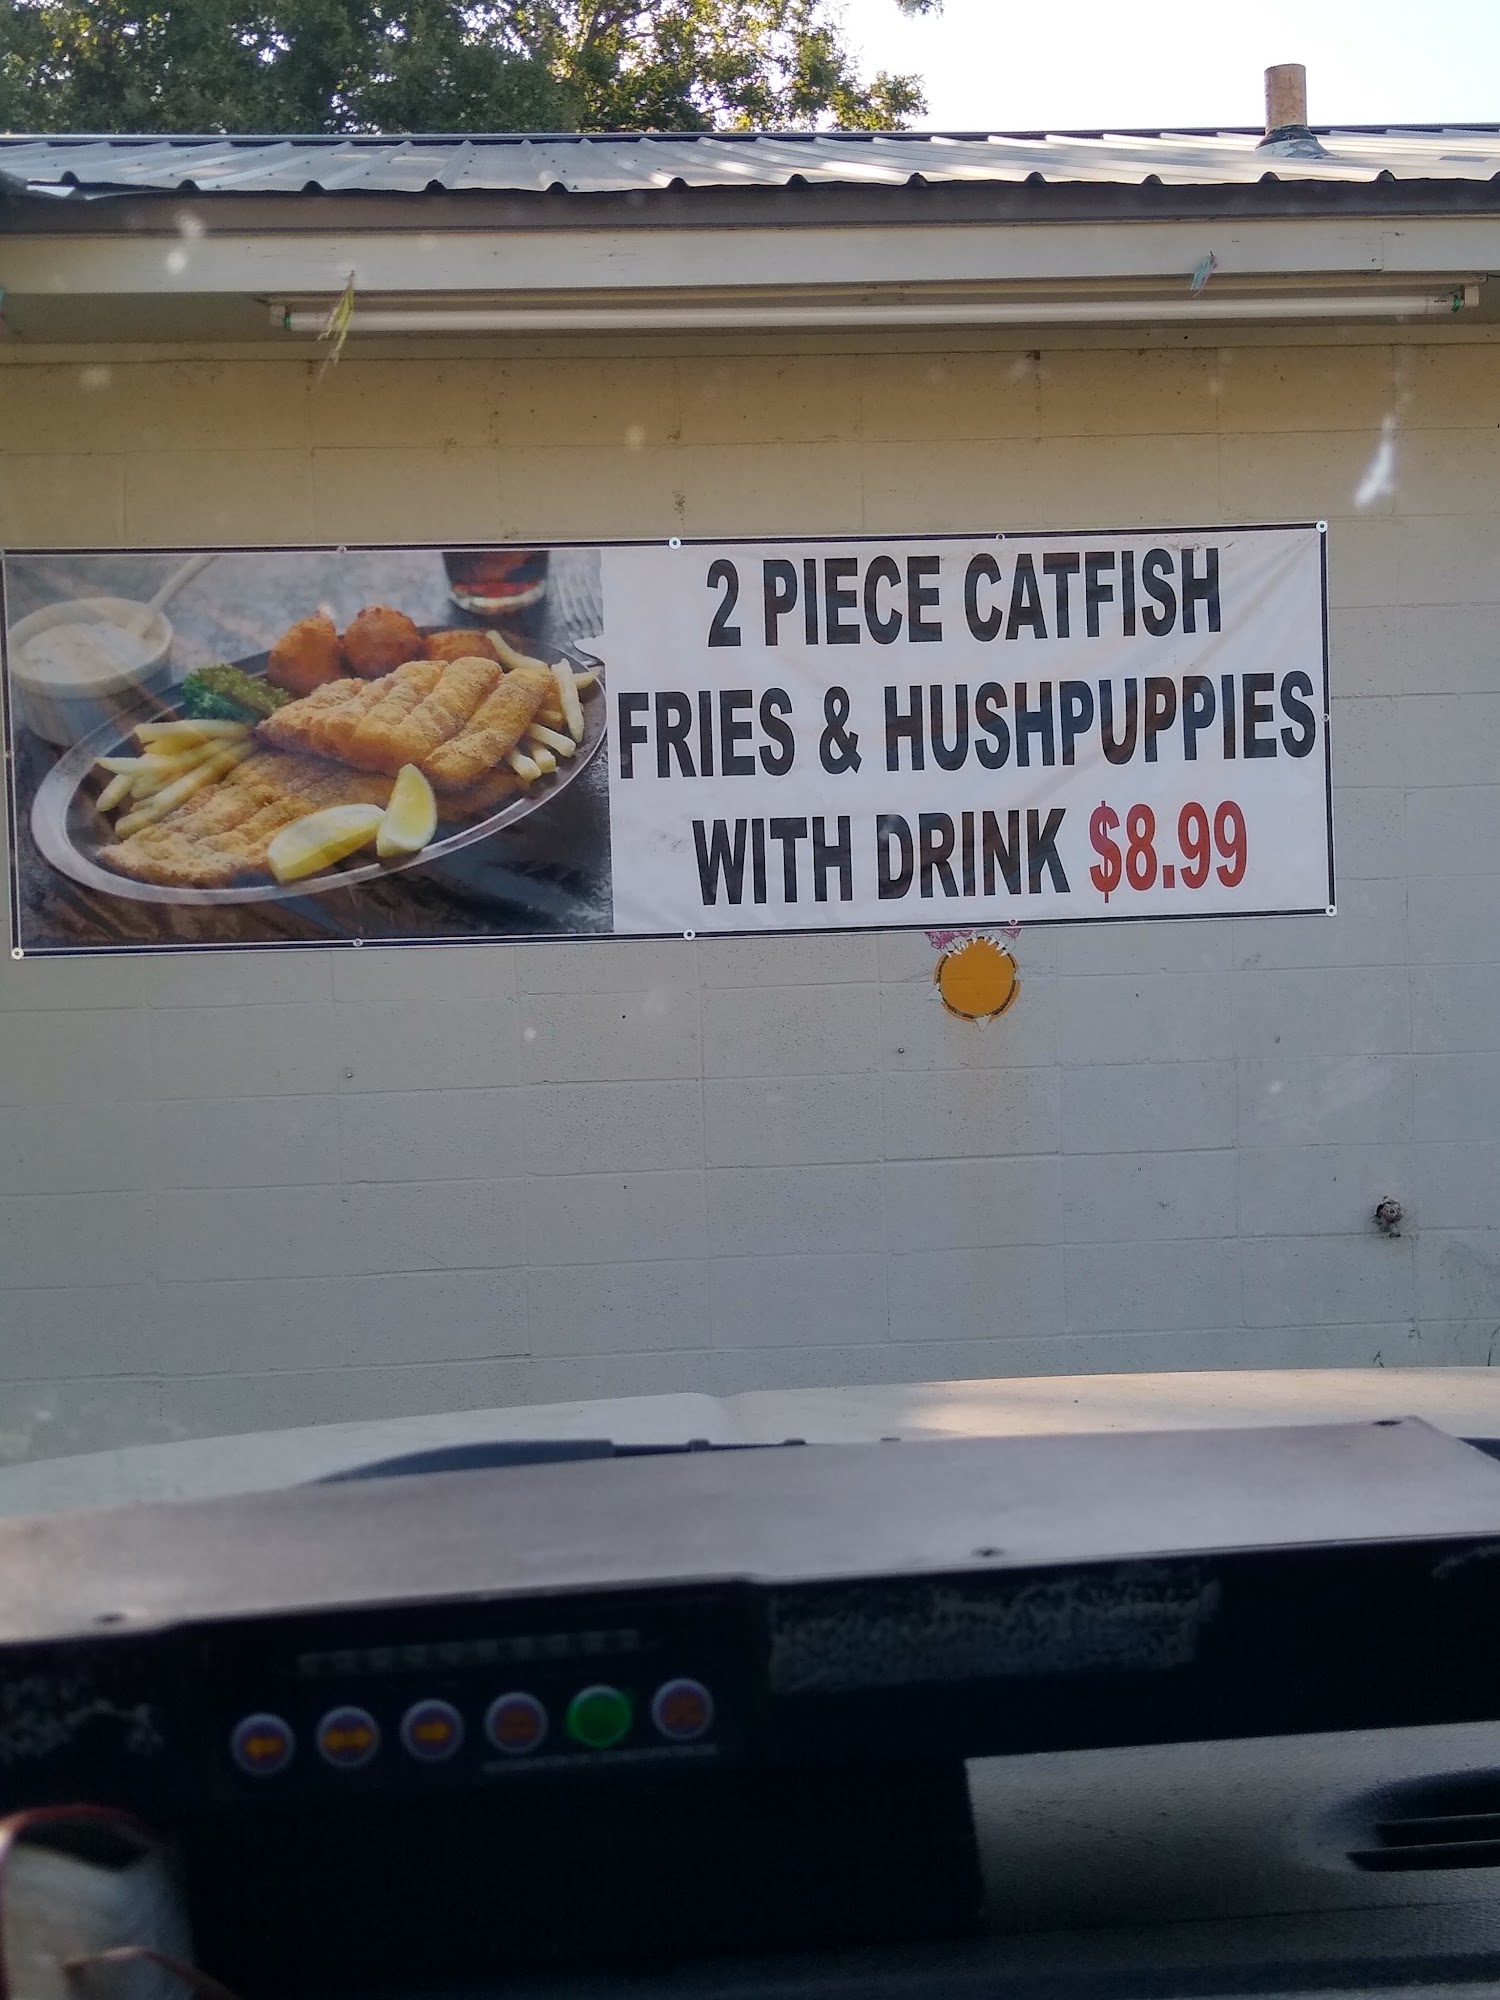 2 PIECE CATFISH
FRIES & HUSHPUPPIES
WITH DRINK $8.99